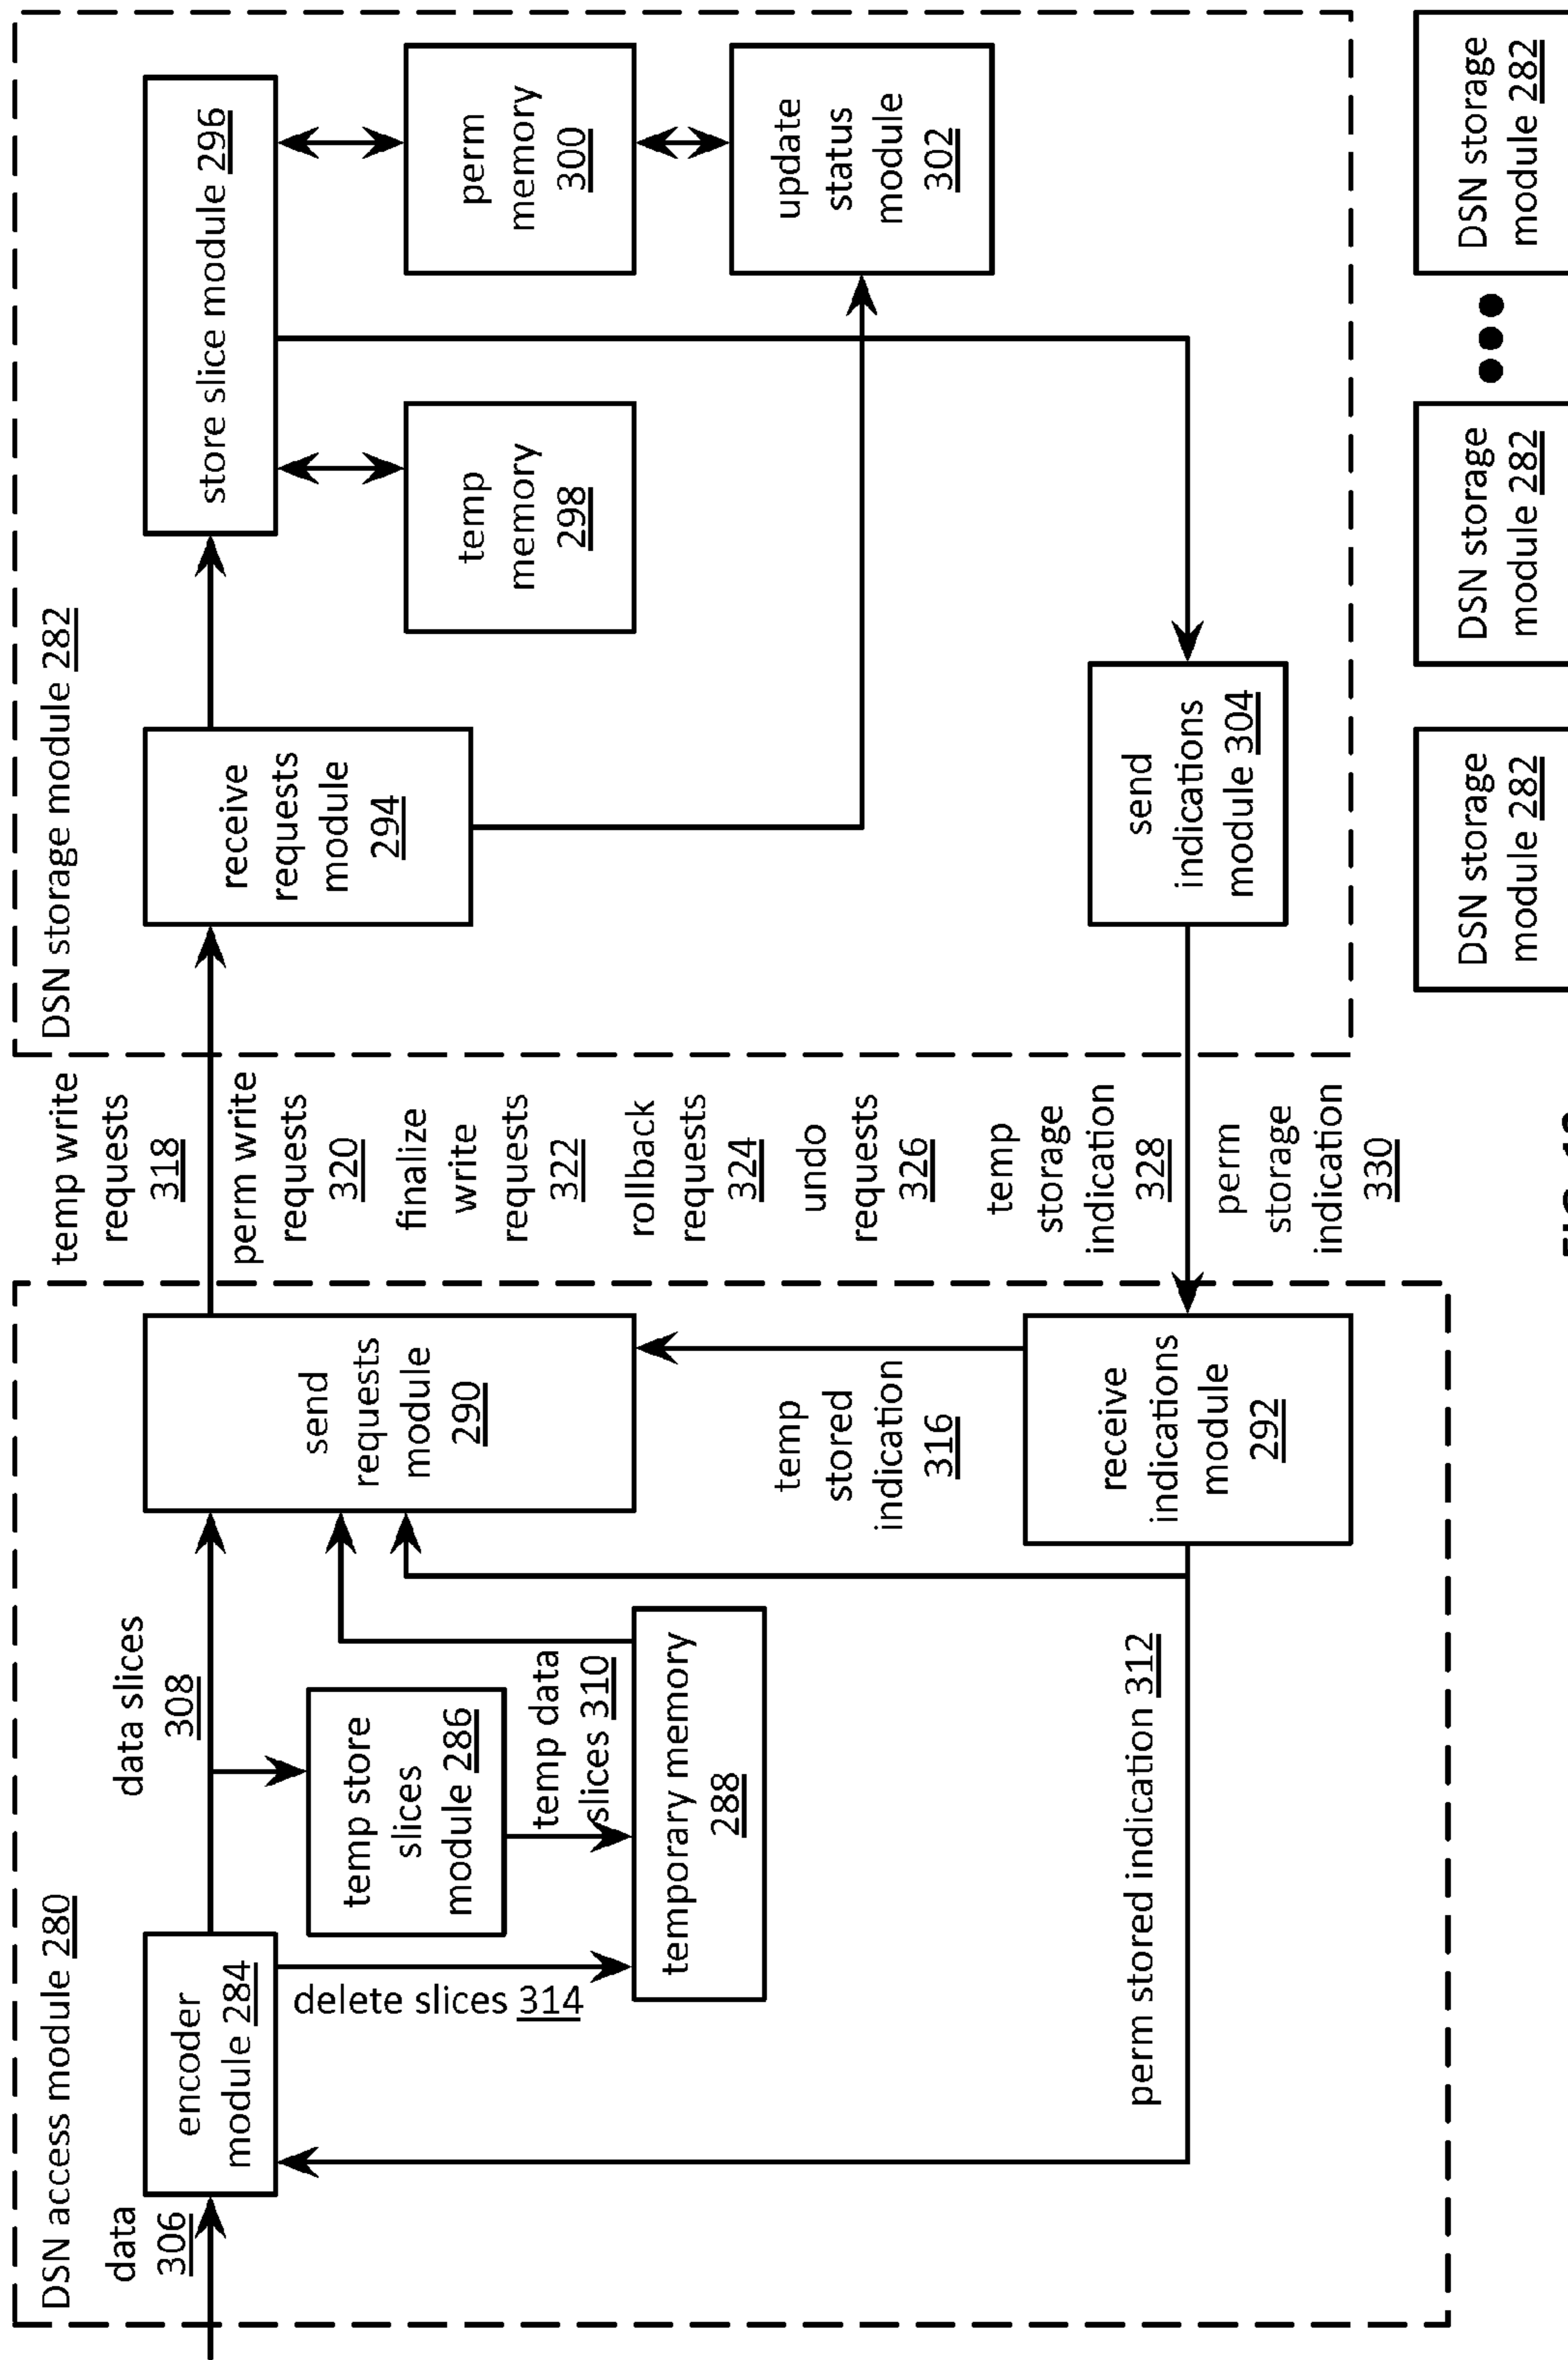 DSN access module 280
data
306
encoder
module 284
data slices
308
delete slices 314
temp store
slices
module 286
temp data
slices 310
temporary memory
288
send
requests
module
290
perm stored indication 312
temp
stored
indication
316
receive
indications
module
292
temp write
requests
318
perm write
requests
320
finalize
write
requests
322
rollback
requests
324
undo
requests
326
temp
storage
indication
328
perm
storage
indication
330
DSN storage module 282
receive
requests
module
294
store slice module 296
temp
memory
298
perm
memory
300
update
status
module
302
send
indications
module 304
DSN storage
module 282
DSN storage
module 282
DSN storage
module 282